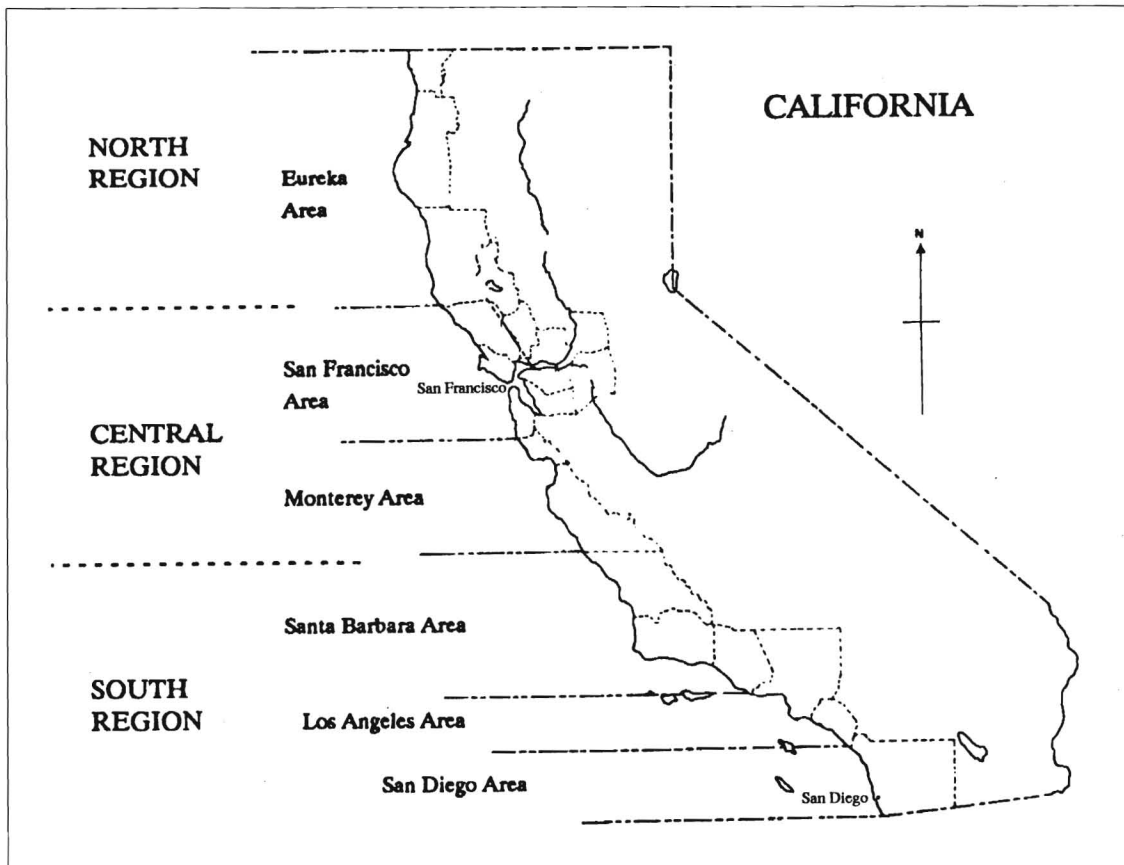 CALIFORNIA
NORTH
REGION
Eureka
Area
N
San Francisco
Area
San Francisco
CENTRAL
REGION
Monterey Area
Santa Barbara Area
SOUTH
REGION
Los Angeles Area
San Diego Area
San Diego